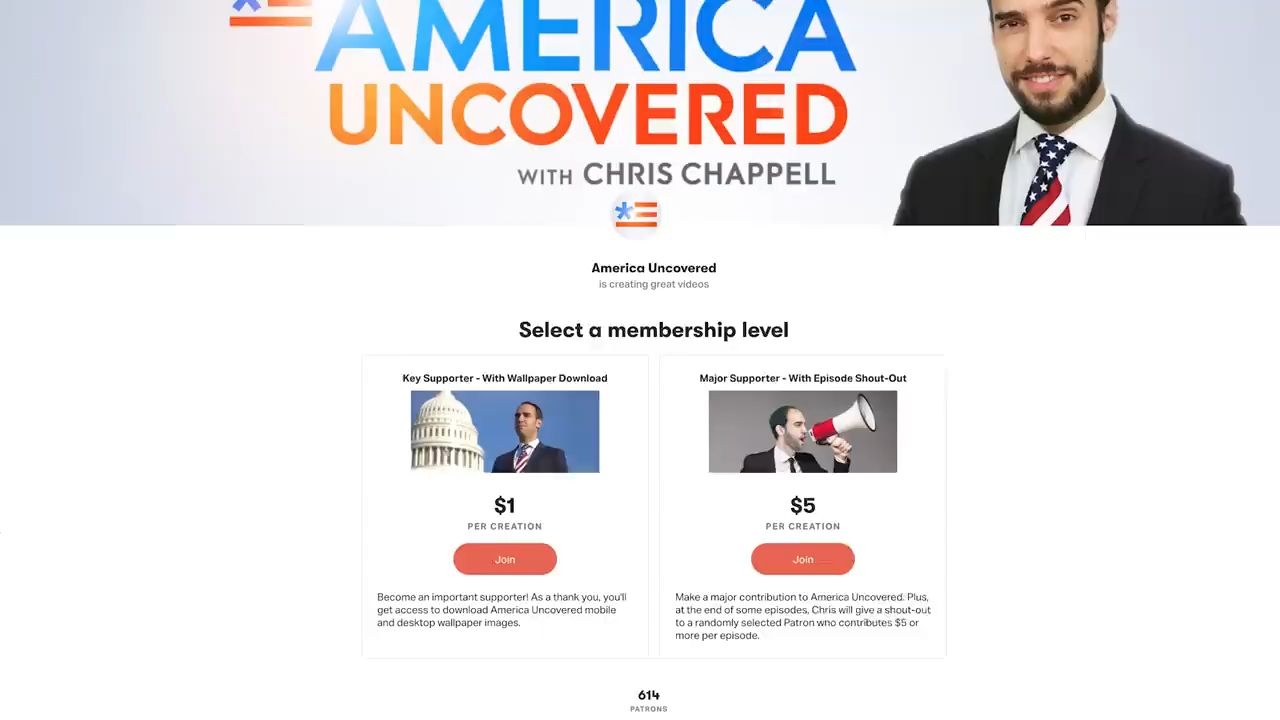 AMERICA
UNCOVERED
WITH CHRIS CHAPPELL
America Uncovered
is creating great videos
Select a membership level
Key Supporter - With Wallpaper Download
$1
PER CREATION
Join
Become an important supporter! As a thank you, you'll
get access to download America Uncovered mobile
and desktop wallpaper images.
Major Supporter - With Episode Shout-Out
$5
PER CREATION
Join
Make a major contribution to America Uncovered. Plus,
at the end of some episodes, Chris will give a shout-out
to a randomly selected Patron who contributes $5 or
more per episode.
614
PATRONS